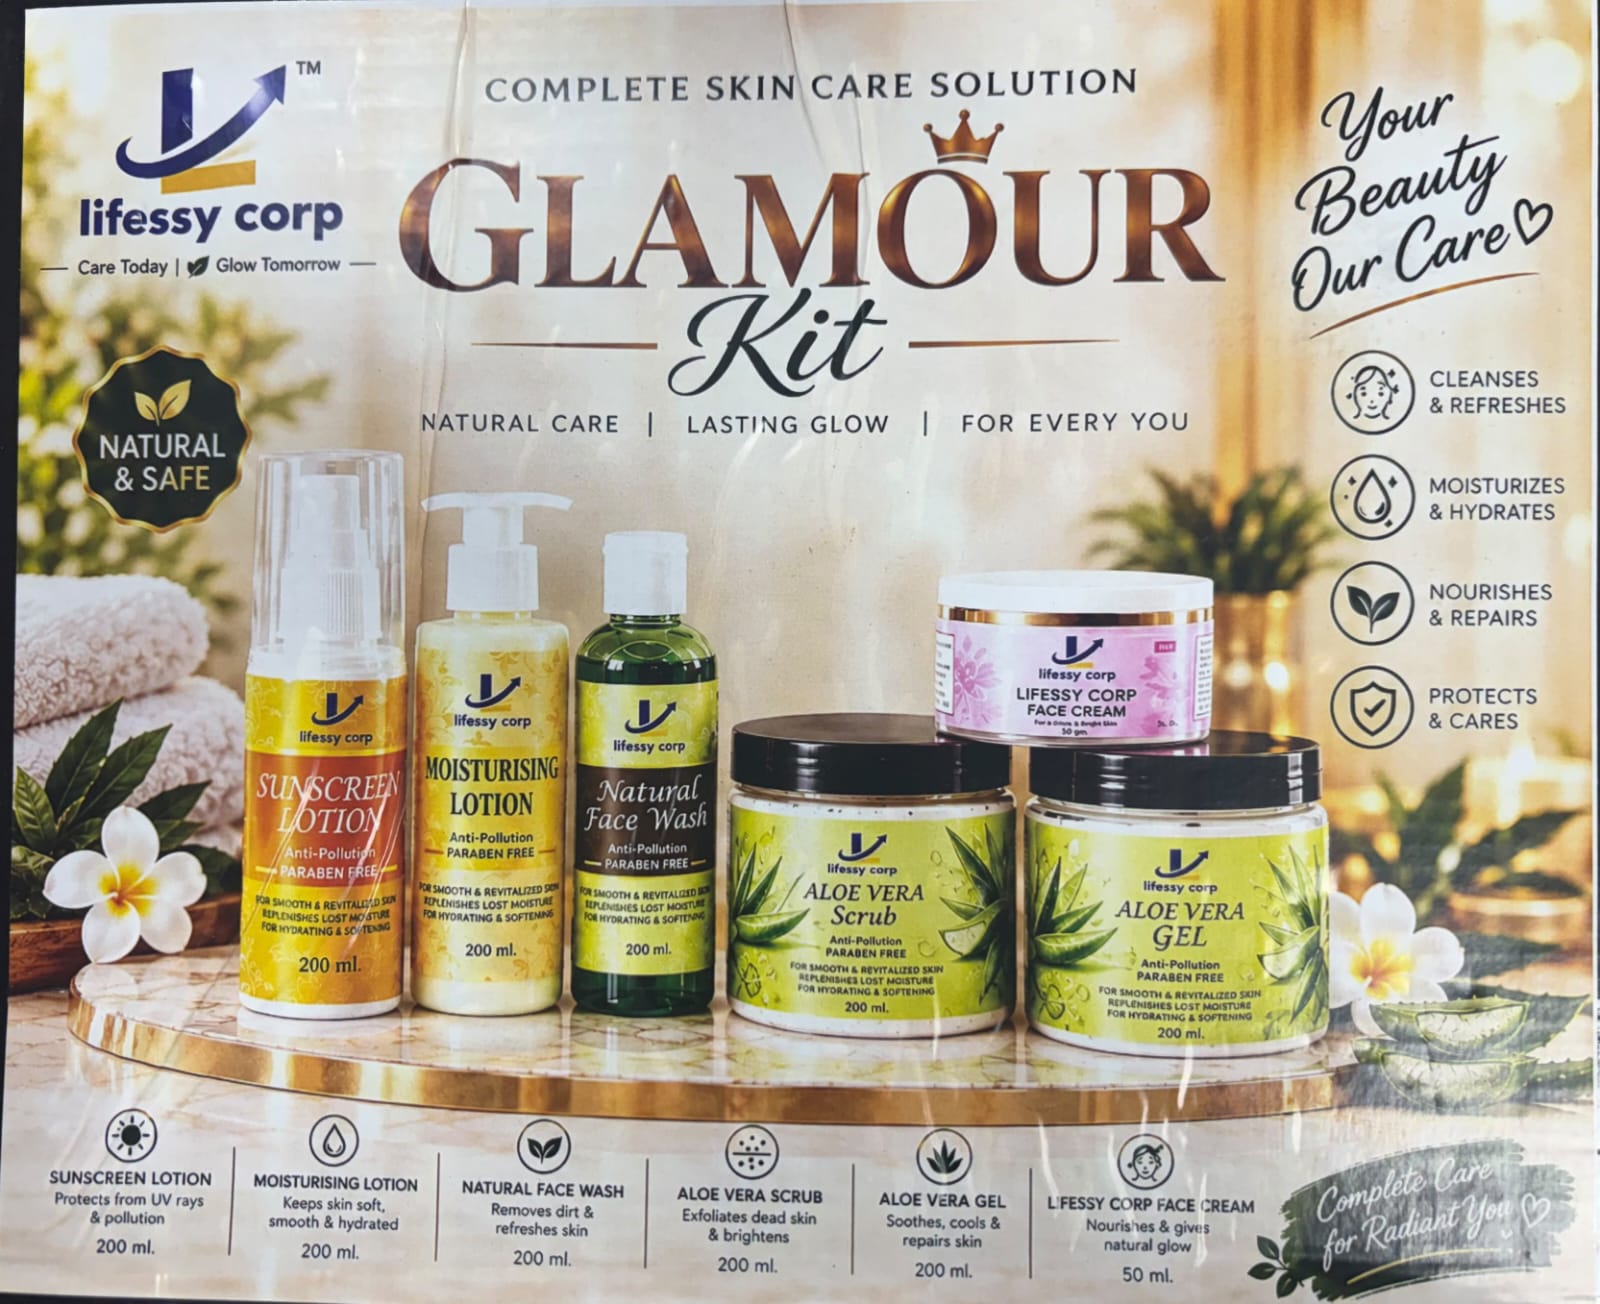 TM
lifessy corp
Care Today | Glow Tomorrow
COMPLETE SKIN CARE SOLUTION
GLAMOUR
Kit
NATURAL CARE | LASTING GLOW | FOR EVERY YOU
Your
Beauty
Our Care
NATURAL
& SAFE
CLEANSES
& REFRESHES
MOISTURIZES
& HYDRATES
NOURISHES
& REPAIRS
PROTECTS
& CARES
lifessy corp
SUNSCREEN
LOTION
Anti-Pollution
PARABEN FREE
FOR SMOOTH & REVITALIZED SKIN
REPLENISHES LOST MOISTURE
FOR HYDRATING & SOFTENING
200 ml.
lifessy corp
MOISTURISING
LOTION
Anti-Pollution
PARABEN FREE
FOR SMOOTH & REVITALIZED SKIN
REPLENISHES LOST MOISTURE
FOR HYDRATING & SOFTENING
200 ml.
lifessy corp
Natural
Face Wash
Anti-Pollution
PARABEN FREE
FOR SMOOTH & REVITALIZED SKIN
REPLENISHES LOST MOISTURE
FOR HYDRATING & SOFTENING
200 ml.
lifessy corp
ALOE VERA
Scrub
Anti-Pollution
PARABEN FREE
FOR SMOOTH & REVITALIZED SKIN
REPLENISHES LOST MOISTURE
FOR HYDRATING & SOFTENING
200 ml.
lifessy corp
LIFESSY CORP
FACE CREAM
50 gm
lifessy corp
ALOE VERA
GEL
Anti-Pollution
PARABEN FREE
FOR SMOOTH & REVITALIZED SKIN
REPLENISHES LOST MOISTURE
FOR HYDRATING & SOFTENING
200 ml.
SUNSCREEN LOTION
Protects from UV rays
& pollution
200 ml.
MOISTURISING LOTION
Keeps skin soft,
smooth & hydrated
200 ml.
NATURAL FACE WASH
Removes dirt &
refreshes skin
200 ml.
ALOE VERA SCRUB
Exfoliates dead skin
& brightens
200 ml.
ALOE VERA GEL
Soothes, cools &
repairs skin
200 ml.
LIFESSY CORP FACE CREAM
Nourishes & gives
natural glow
50 ml.
Complete Care
for Radiant You